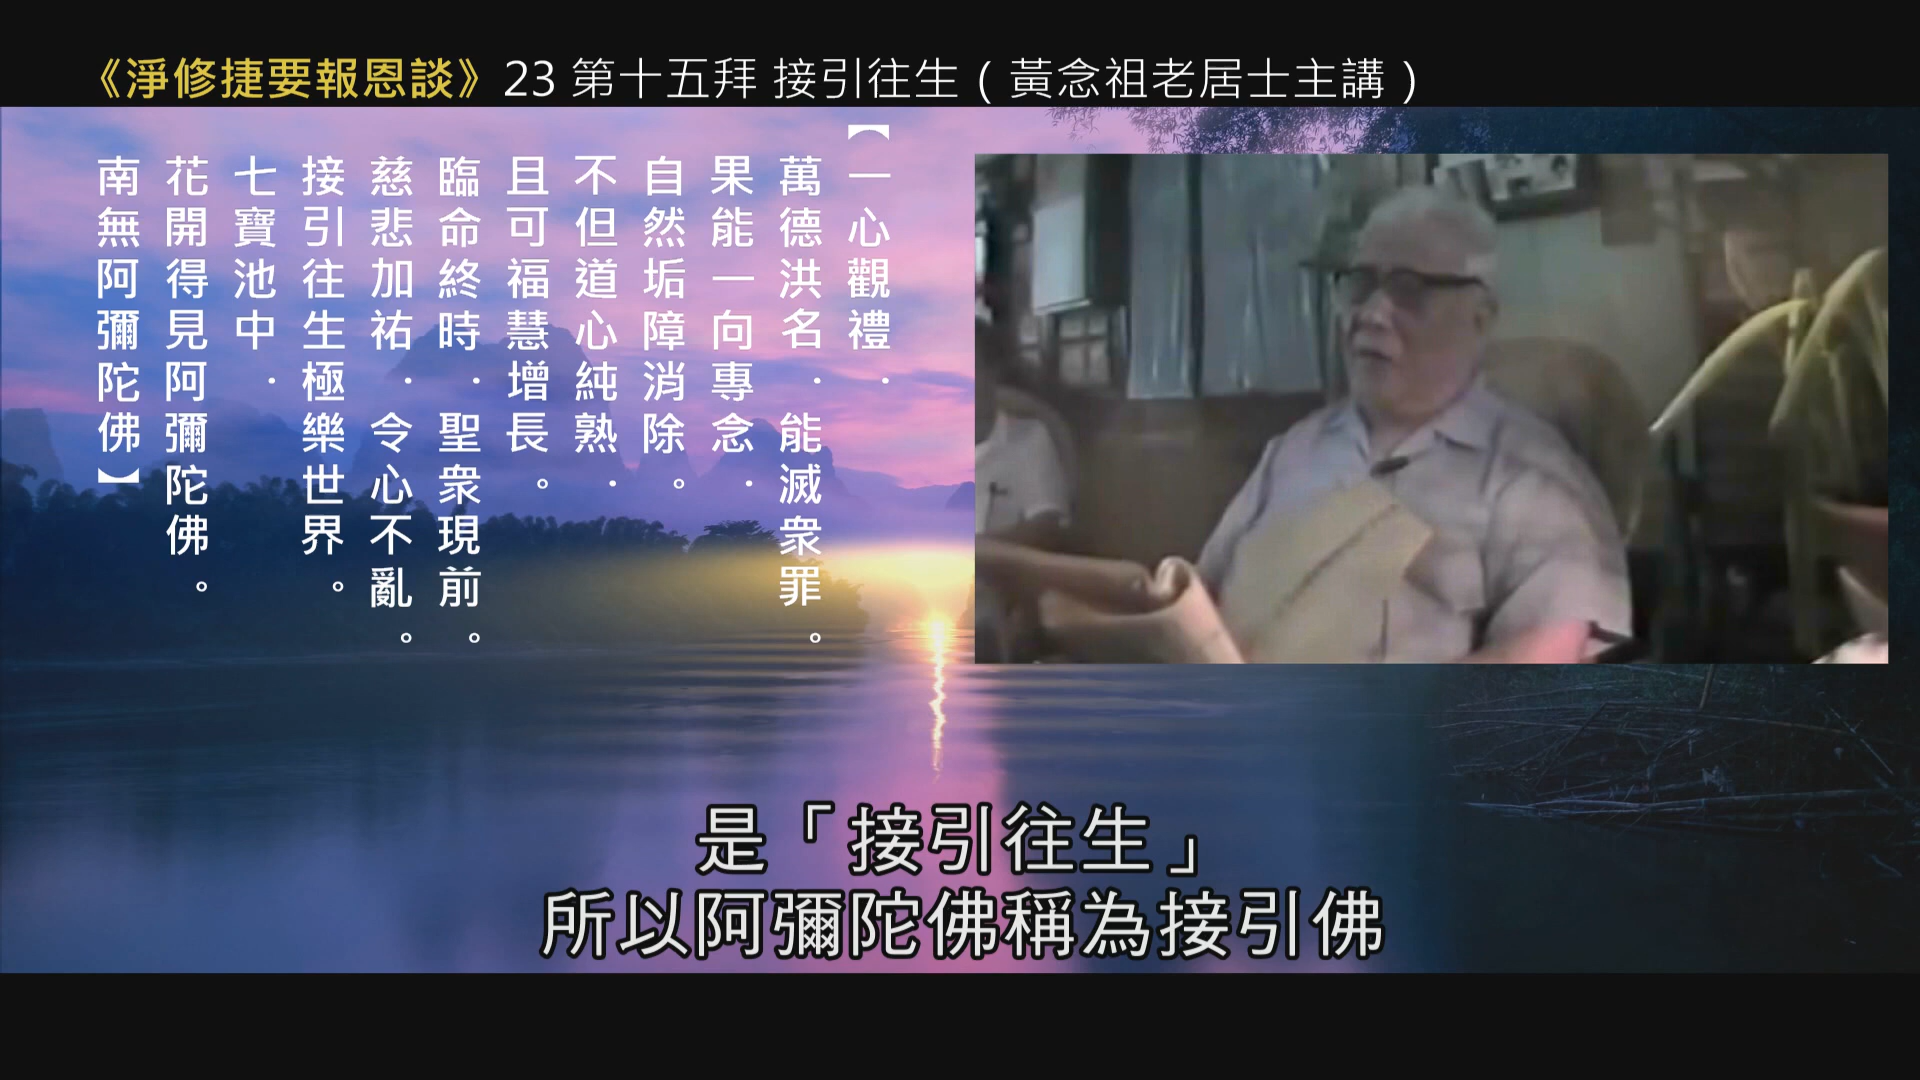 《淨修捷要報恩談》23 第十五拜 接引往生（黃念祖老居士主講）
【一心觀禮．
萬德洪名．能滅衆罪。
果能一向專念．
自然垢障消除。
不但道心純熟．
且可福慧增長。
臨命終時．聖衆現前。
慈悲加祐．令心不亂。
接引往生極樂世界。
七寶池中．
花開得見阿彌陀佛。
南無阿彌陀佛】
是「接引往生」
所以阿彌陀佛稱為接引佛